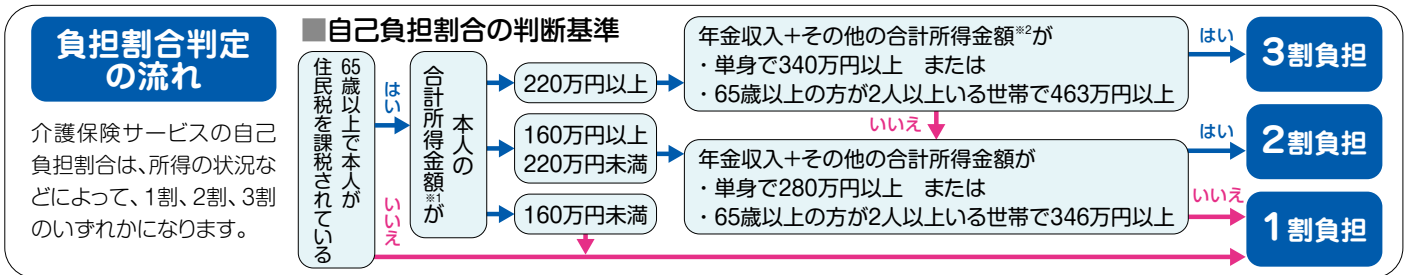 負担割合判定
の流れ
介護保険サービスの自己
負担割合は、所得の状況な
どによって、1割、2割、3割
のいずれかになります。
■自己負担割合の判断基準
65歳以上で本人が
住民税を課税されている
はい
いいえ
本人の
合計所得金額※1が
220万円以上
160万円以上
220万円未満
160万円未満
年金収入+その他の合計所得金額※2が
・単身で340万円以上　または
・65歳以上の方が2人以上いる世帯で463万円以上
はい
いいえ
年金収入+その他の合計所得金額が
・単身で280万円以上　または
・65歳以上の方が2人以上いる世帯で346万円以上
はい
いいえ
3割負担
2割負担
1割負担